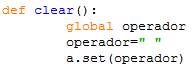 def clear():
        global operador
        operador=" "
        a.set(operador)